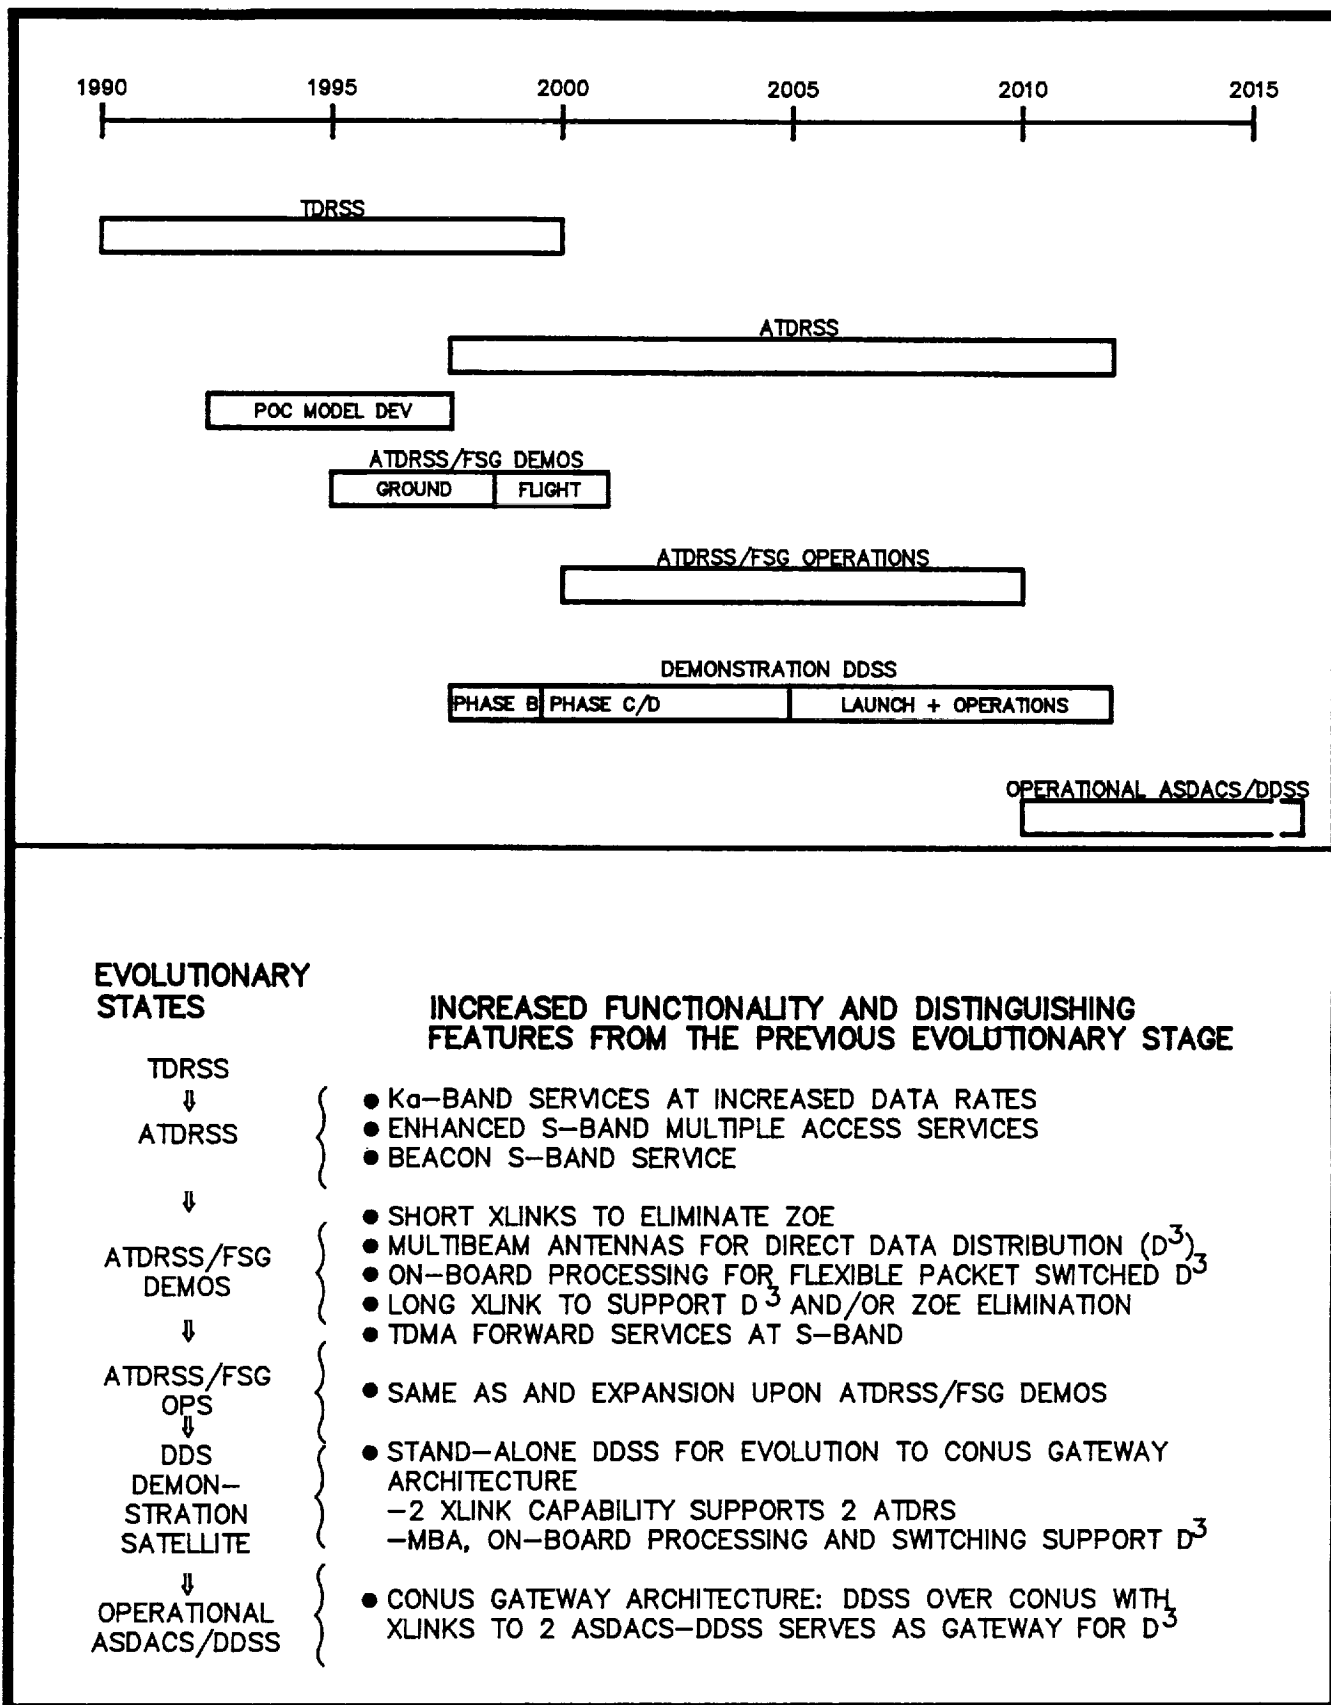 1990 1995 2000 2005 2010 2015
TDRSS
ATDRSS
POC MODEL DEV
ATDRSS/FSG DEMOS
GROUND FLIGHT
ATDRSS/FSG OPERATIONS
DEMONSTRATION DDSS
PHASE B PHASE C/D LAUNCH + OPERATIONS
OPERATIONAL ASDACS/DDSS
EVOLUTIONARY
STATES
INCREASED FUNCTIONALITY AND DISTINGUISHING
FEATURES FROM THE PREVIOUS EVOLUTIONARY STAGE
TDRSS
⇓
ATDRSS
● Ka-BAND SERVICES AT INCREASED DATA RATES
● ENHANCED S-BAND MULTIPLE ACCESS SERVICES
● BEACON S-BAND SERVICE
⇓
ATDRSS/FSG
DEMOS
● SHORT XLINKS TO ELIMINATE ZOE
● MULTIBEAM ANTENNAS FOR DIRECT DATA DISTRIBUTION (D³)
● ON-BOARD PROCESSING FOR FLEXIBLE PACKET SWITCHED D³
● LONG XLINK TO SUPPORT D³ AND/OR ZOE ELIMINATION
● TDMA FORWARD SERVICES AT S-BAND
⇓
ATDRSS/FSG
OPS
● SAME AS AND EXPANSION UPON ATDRSS/FSG DEMOS
⇓
DDS
DEMON-
STRATION
SATELLITE
● STAND-ALONE DDSS FOR EVOLUTION TO CONUS GATEWAY
ARCHITECTURE
-2 XLINK CAPABILITY SUPPORTS 2 ATDRS
-MBA, ON-BOARD PROCESSING AND SWITCHING SUPPORT D³
⇓
OPERATIONAL
ASDACS/DDSS
● CONUS GATEWAY ARCHITECTURE: DDSS OVER CONUS WITH
XLINKS TO 2 ASDACS-DDSS SERVES AS GATEWAY FOR D³